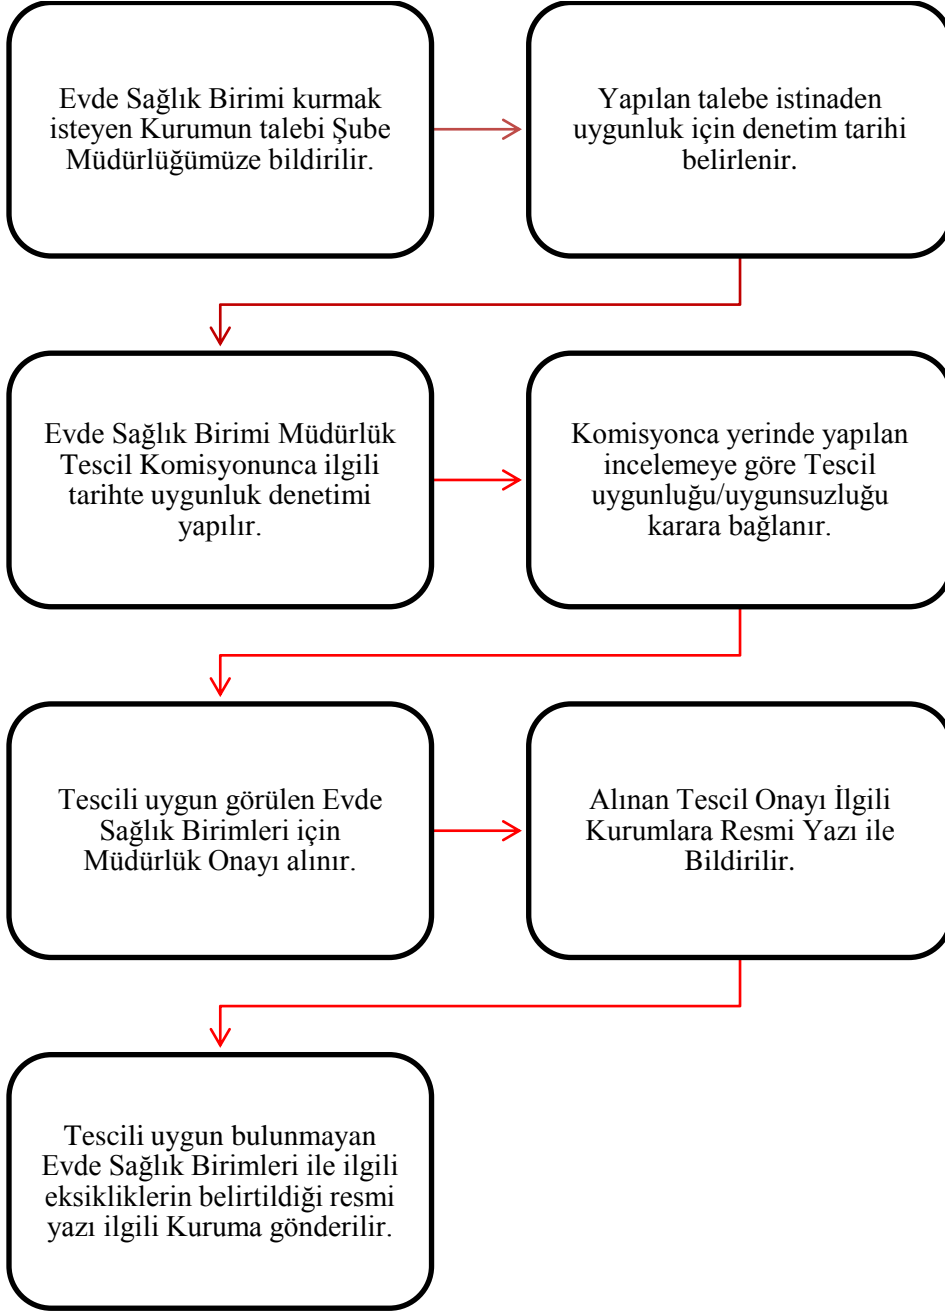 Evde Sağlık Birimi kurmak
isteyen Kurumun talebi Şube
Müdürlüğümüze bildirilir.
Yapılan talebe istinaden
uygunluk için denetim tarihi
belirlenir.
Evde Sağlık Birimi Müdürlük
Tescil Komisyonunca ilgili
tarihte uygunluk denetimi
yapılır.
Komisyonca yerinde yapılan
incelemeye göre Tescil
uygunluğu/uygunsuzluğu
karara bağlanır.
Tescili uygun görülen Evde
Sağlık Birimleri için
Müdürlük Onayı alınır.
Alınan Tescil Onayı İlgili
Kurumlara Resmi Yazı ile
Bildirilir.
Tescili uygun bulunmayan
Evde Sağlık Birimleri ile ilgili
eksikliklerin belirtildiği resmi
yazı ilgili Kuruma gönderilir.